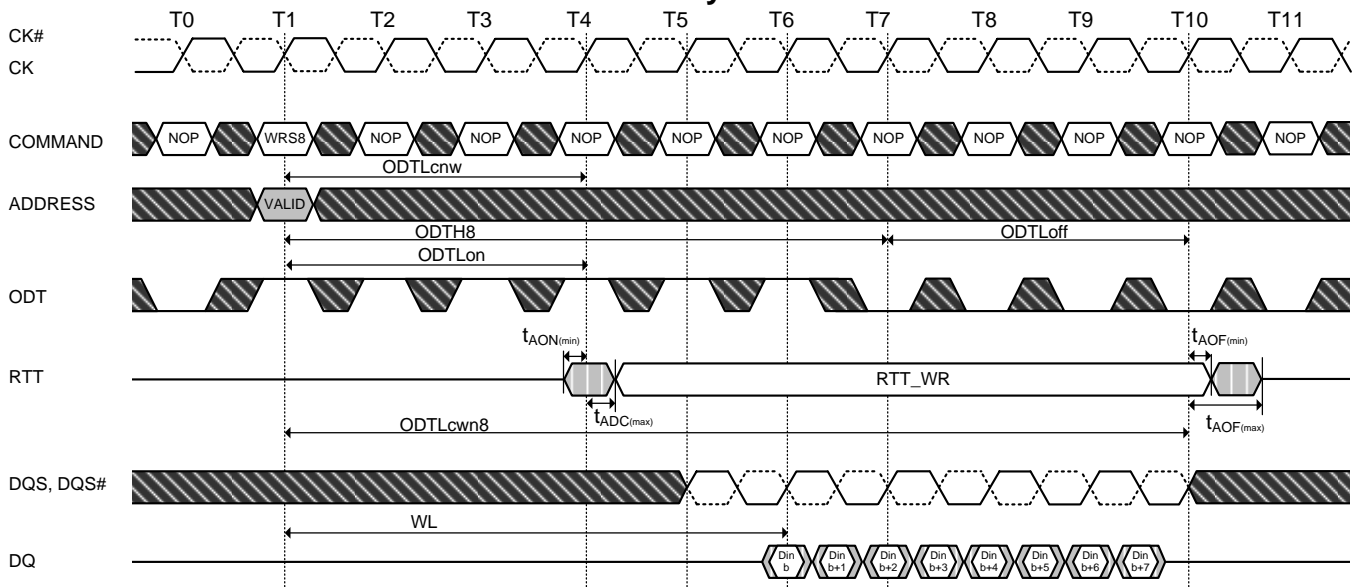 T0 T1 T2 T3 T4 T5 T6 T7 T8 T9 T10 T11
CK#
CK
COMMAND NOP WRS8 NOP NOP NOP NOP NOP NOP NOP NOP NOP NOP
ODTLcnw
ADDRESS VALID
ODTH8 ODTLoff
ODTLon
ODT
tAON(min) tAOF(min)
RTT RTT_WR
tADC(max) tAOF(max)
ODTLcwn8
DQS, DQS#
WL
DQ Din b Din b+1 Din b+2 Din b+3 Din b+4 Din b+5 Din b+6 Din b+7